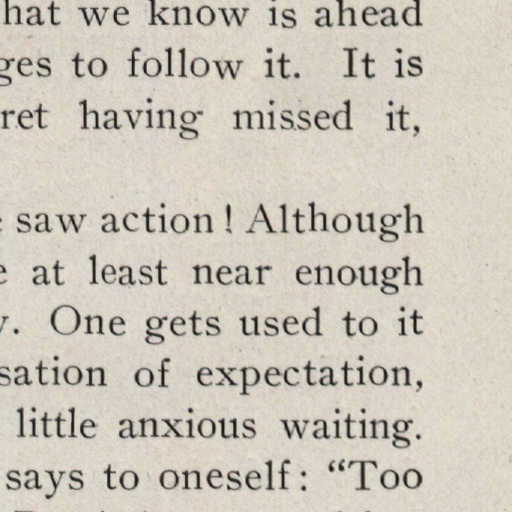 hat we know is ahead
ges to follow it. It is
ret having missed it,
saw action! Although
at least near enough
One gets used to it
sation of expectation,
little anxious waiting.
says to oneself: “Too